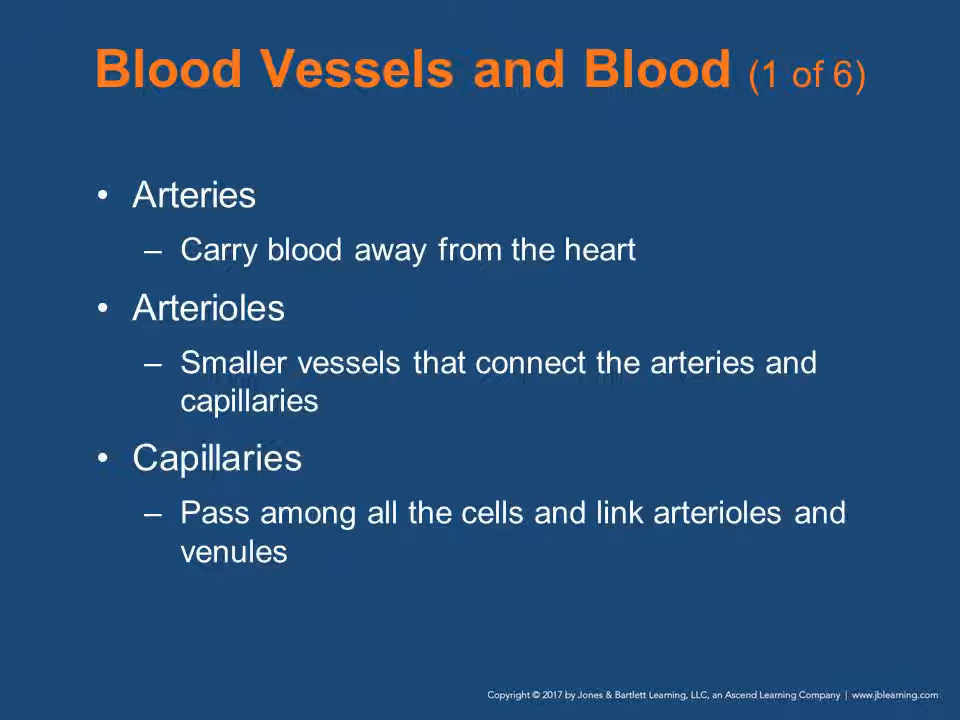 Blood Vessels and Blood (1 of 6)
• Arteries
– Carry blood away from the heart
• Arterioles
– Smaller vessels that connect the arteries and
capillaries
• Capillaries
– Pass among all the cells and link arterioles and
venules
Copyright © 2017 by Jones & Bartlett Learning, LLC, an Ascend Learning Company | www.jblearning.com